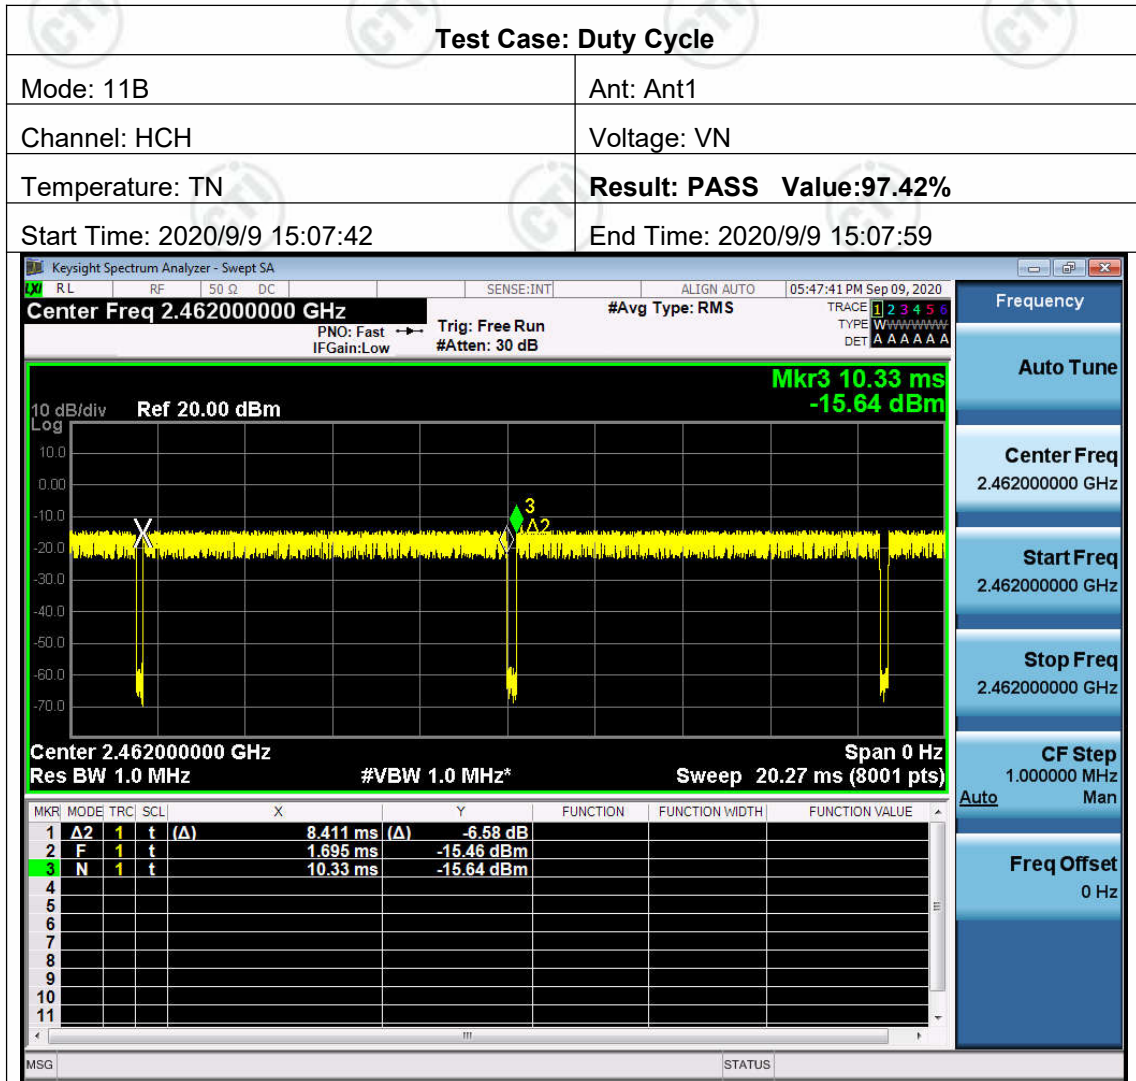 Test Case: Duty Cycle
Mode: 11B Ant: Ant1
Channel: HCH Voltage: VN
Temperature: TN Result: PASS Value:97.42%
Start Time: 2020/9/9 15:07:42 End Time: 2020/9/9 15:07:59
Keysight Spectrum Analyzer - Swept SA
LXI RL RF 50 Ω DC SENSE:INT ALIGN AUTO 05:47:41 PM Sep 09, 2020
Center Freq 2.462000000 GHz
PNO: Fast
IFGain:Low
Trig: Free Run
#Atten: 30 dB
#Avg Type: RMS
TRACE 1 2 3 4 5 6
TYPE WWWWWW
DET A A A A A A
Mkr3 10.33 ms
-15.64 dBm
10 dB/div Ref 20.00 dBm
Log
10.0
0.00
-10.0
-20.0
-30.0
-40.0
-50.0
-60.0
-70.0
3
Δ2
Center 2.462000000 GHz Span 0 Hz
Res BW 1.0 MHz #VBW 1.0 MHz* Sweep 20.27 ms (8001 pts)
MKR MODE TRC SCL X Y FUNCTION FUNCTION WIDTH FUNCTION VALUE
1 Δ2 1 t (Δ) 8.411 ms (Δ) -6.58 dB
2 F 1 t 1.695 ms -15.46 dBm
3 N 1 t 10.33 ms -15.64 dBm
4
5
6
7
8
9
10
11
MSG STATUS
Frequency
Auto Tune
Center Freq
2.462000000 GHz
Start Freq
2.462000000 GHz
Stop Freq
2.462000000 GHz
CF Step
1.000000 MHz
Auto Man
Freq Offset
0 Hz
CTI
CTI
CTI
CTI
CTI
CTI